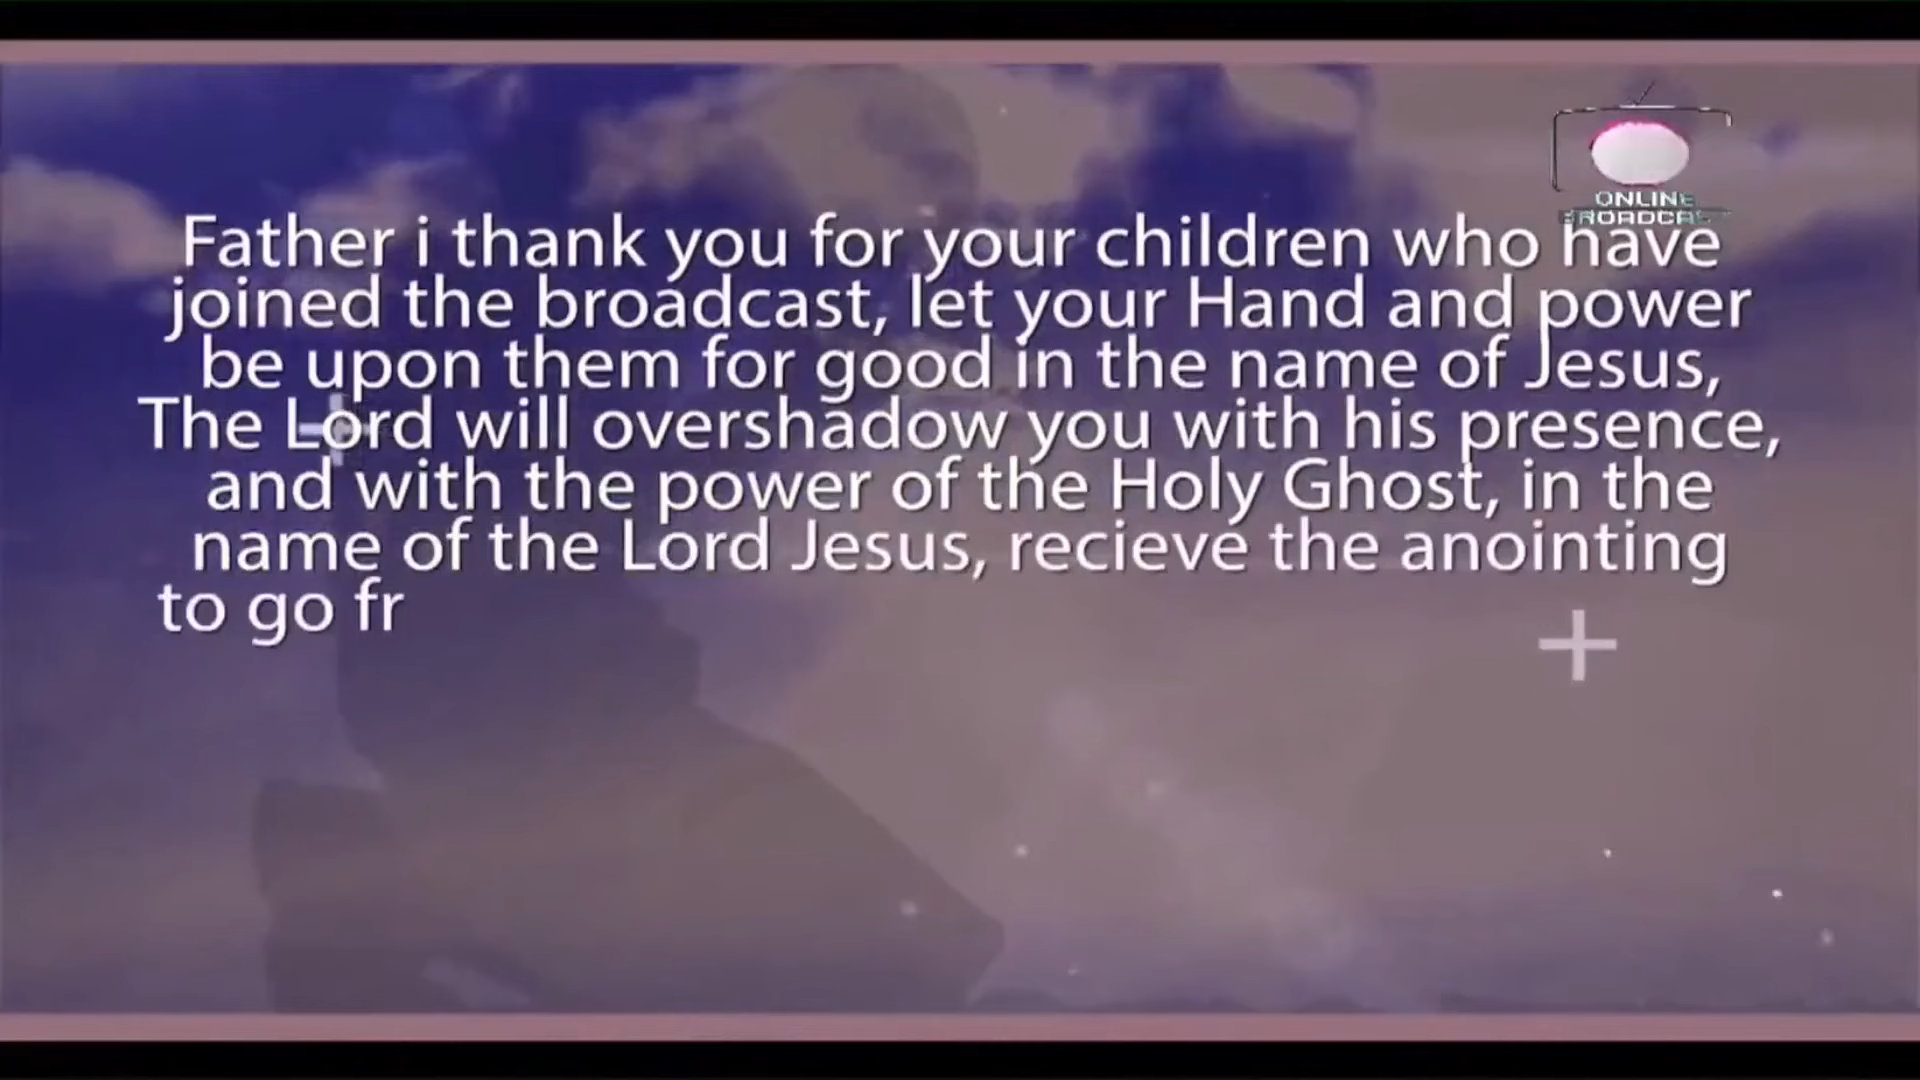 ONLINE
BROADCAS
Father i thank you for your children who have
joined the broadcast, let your Hand and power
be upon them for good in the name of Jesus,
The Lord will overshadow you with his presence,
and with the power of the Holy Ghost, in the
name of the Lord Jesus, recieve the anointing
to go fr